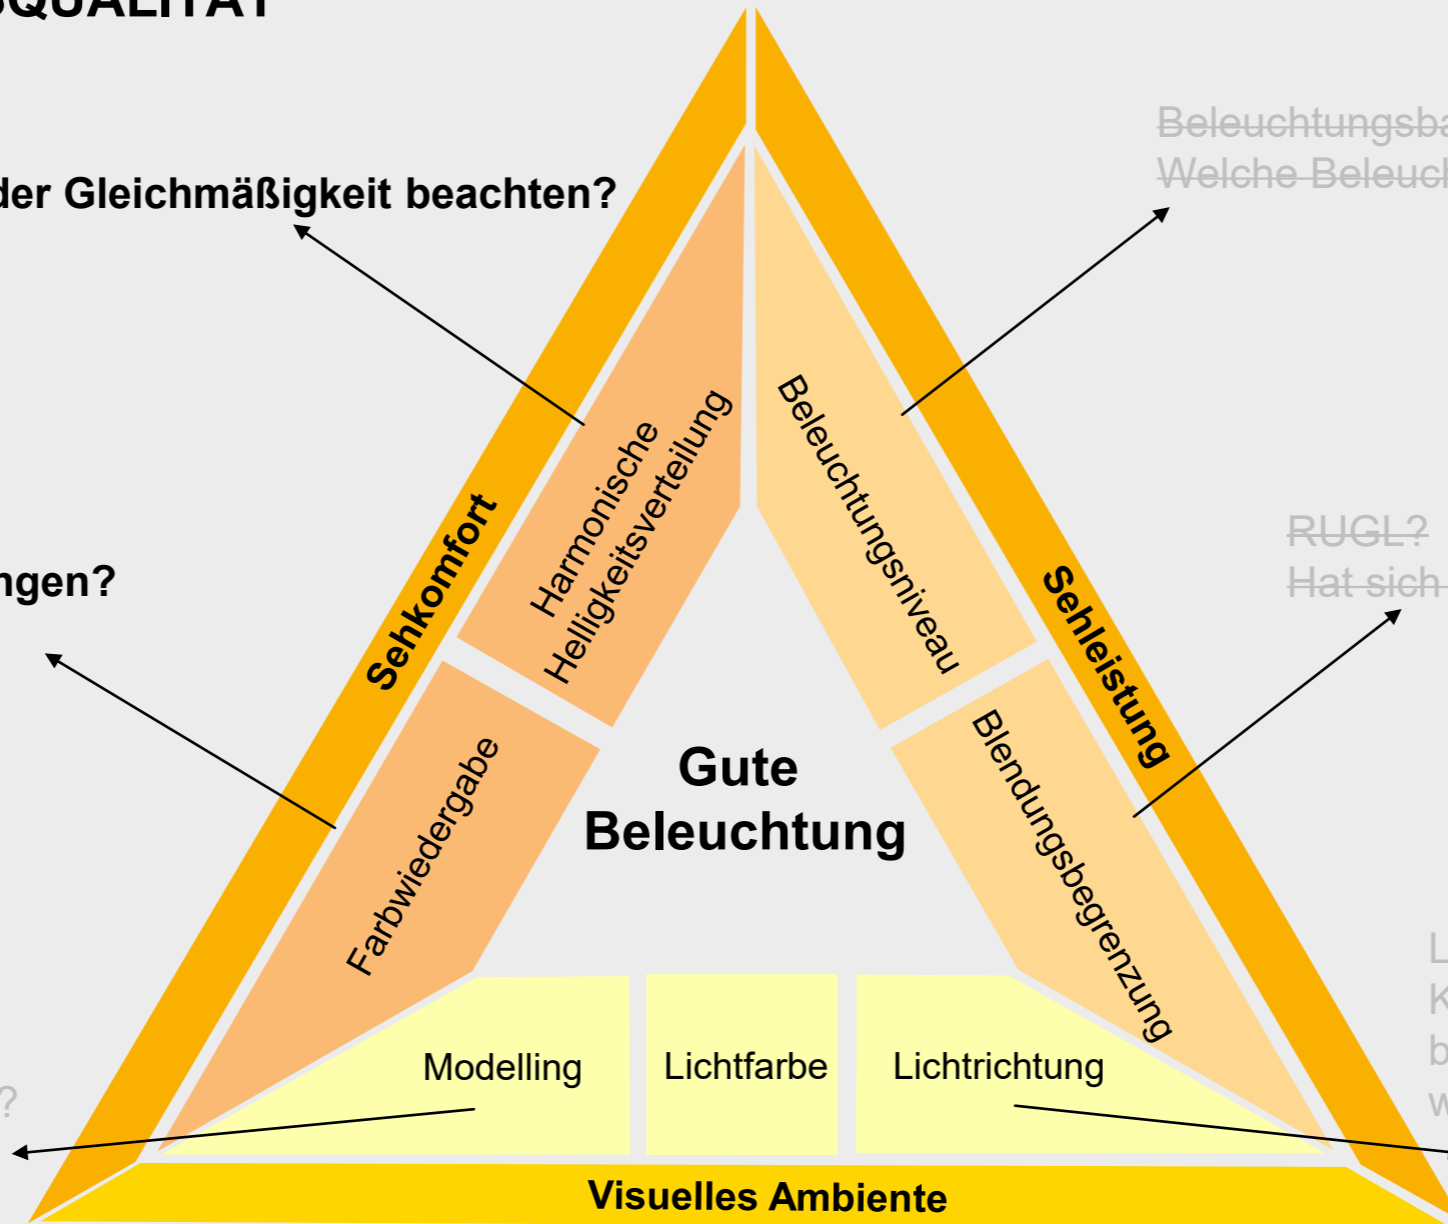 QUALITÄT
der Gleichmäßigkeit beachten?
Beleuchtungsba
Welche Beleuch
Harmonische
Helligkeitsverteilung
Beleuchtungsniveau
Sehkomfort
Sehleistung
ngen?
RUGL?
Hat sich
Farbwiedergabe
Blendungsbegrenzung
Gute
Beleuchtung
L
K
b
w
?
Modelling
Lichtfarbe
Lichtrichtung
Visuelles Ambiente